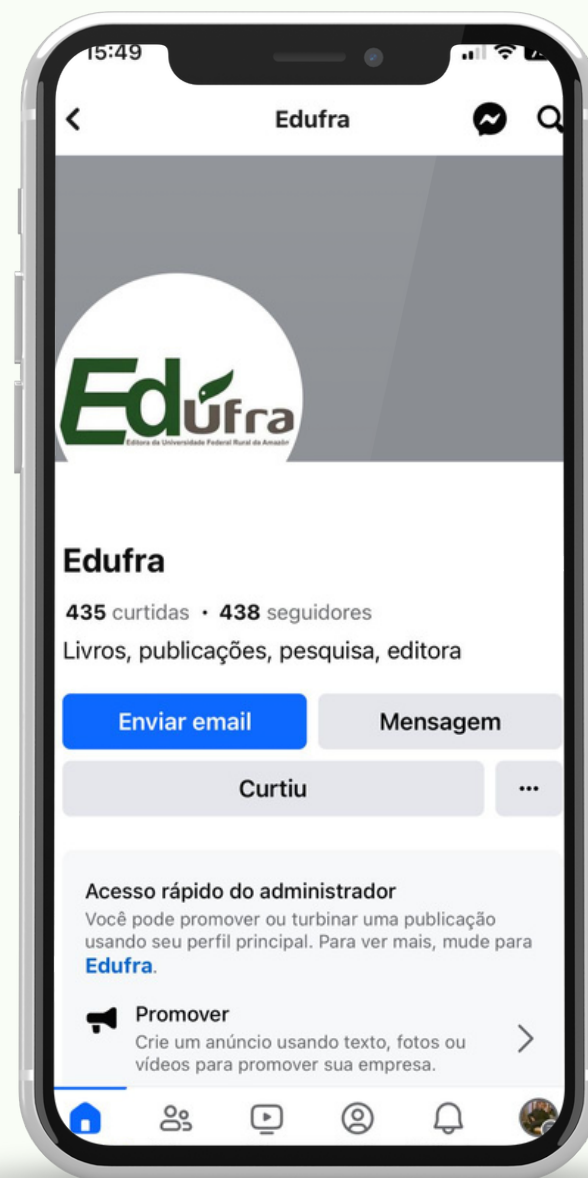 15:49
Edufra
Edufra
Editora da Universidade Federal Rural da Amazôn
Edufra
435 curtidas • 438 seguidores
Livros, publicações, pesquisa, editora
Enviar email
Mensagem
Curtiu
Acesso rápido do administrador
Você pode promover ou turbinar uma publicação
usando seu perfil principal. Para ver mais, mude para
Edufra.
Promover
Crie um anúncio usando texto, fotos ou
vídeos para promover sua empresa.